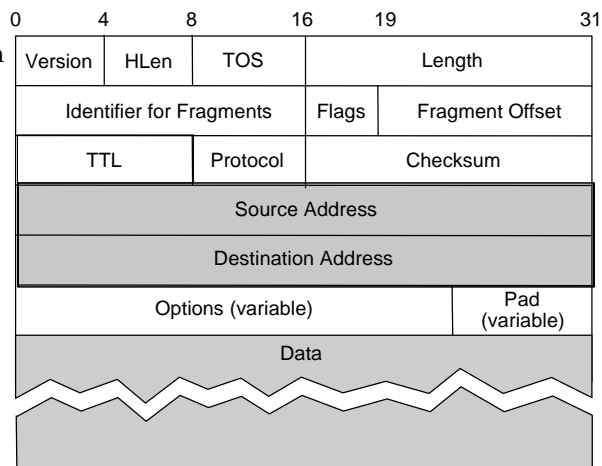 0 4 8 16 19 31
n
Version HLen TOS Length
Identifier for Fragments Flags Fragment Offset
TTL Protocol Checksum
Source Address
Destination Address
Options (variable) Pad
(variable)
Data